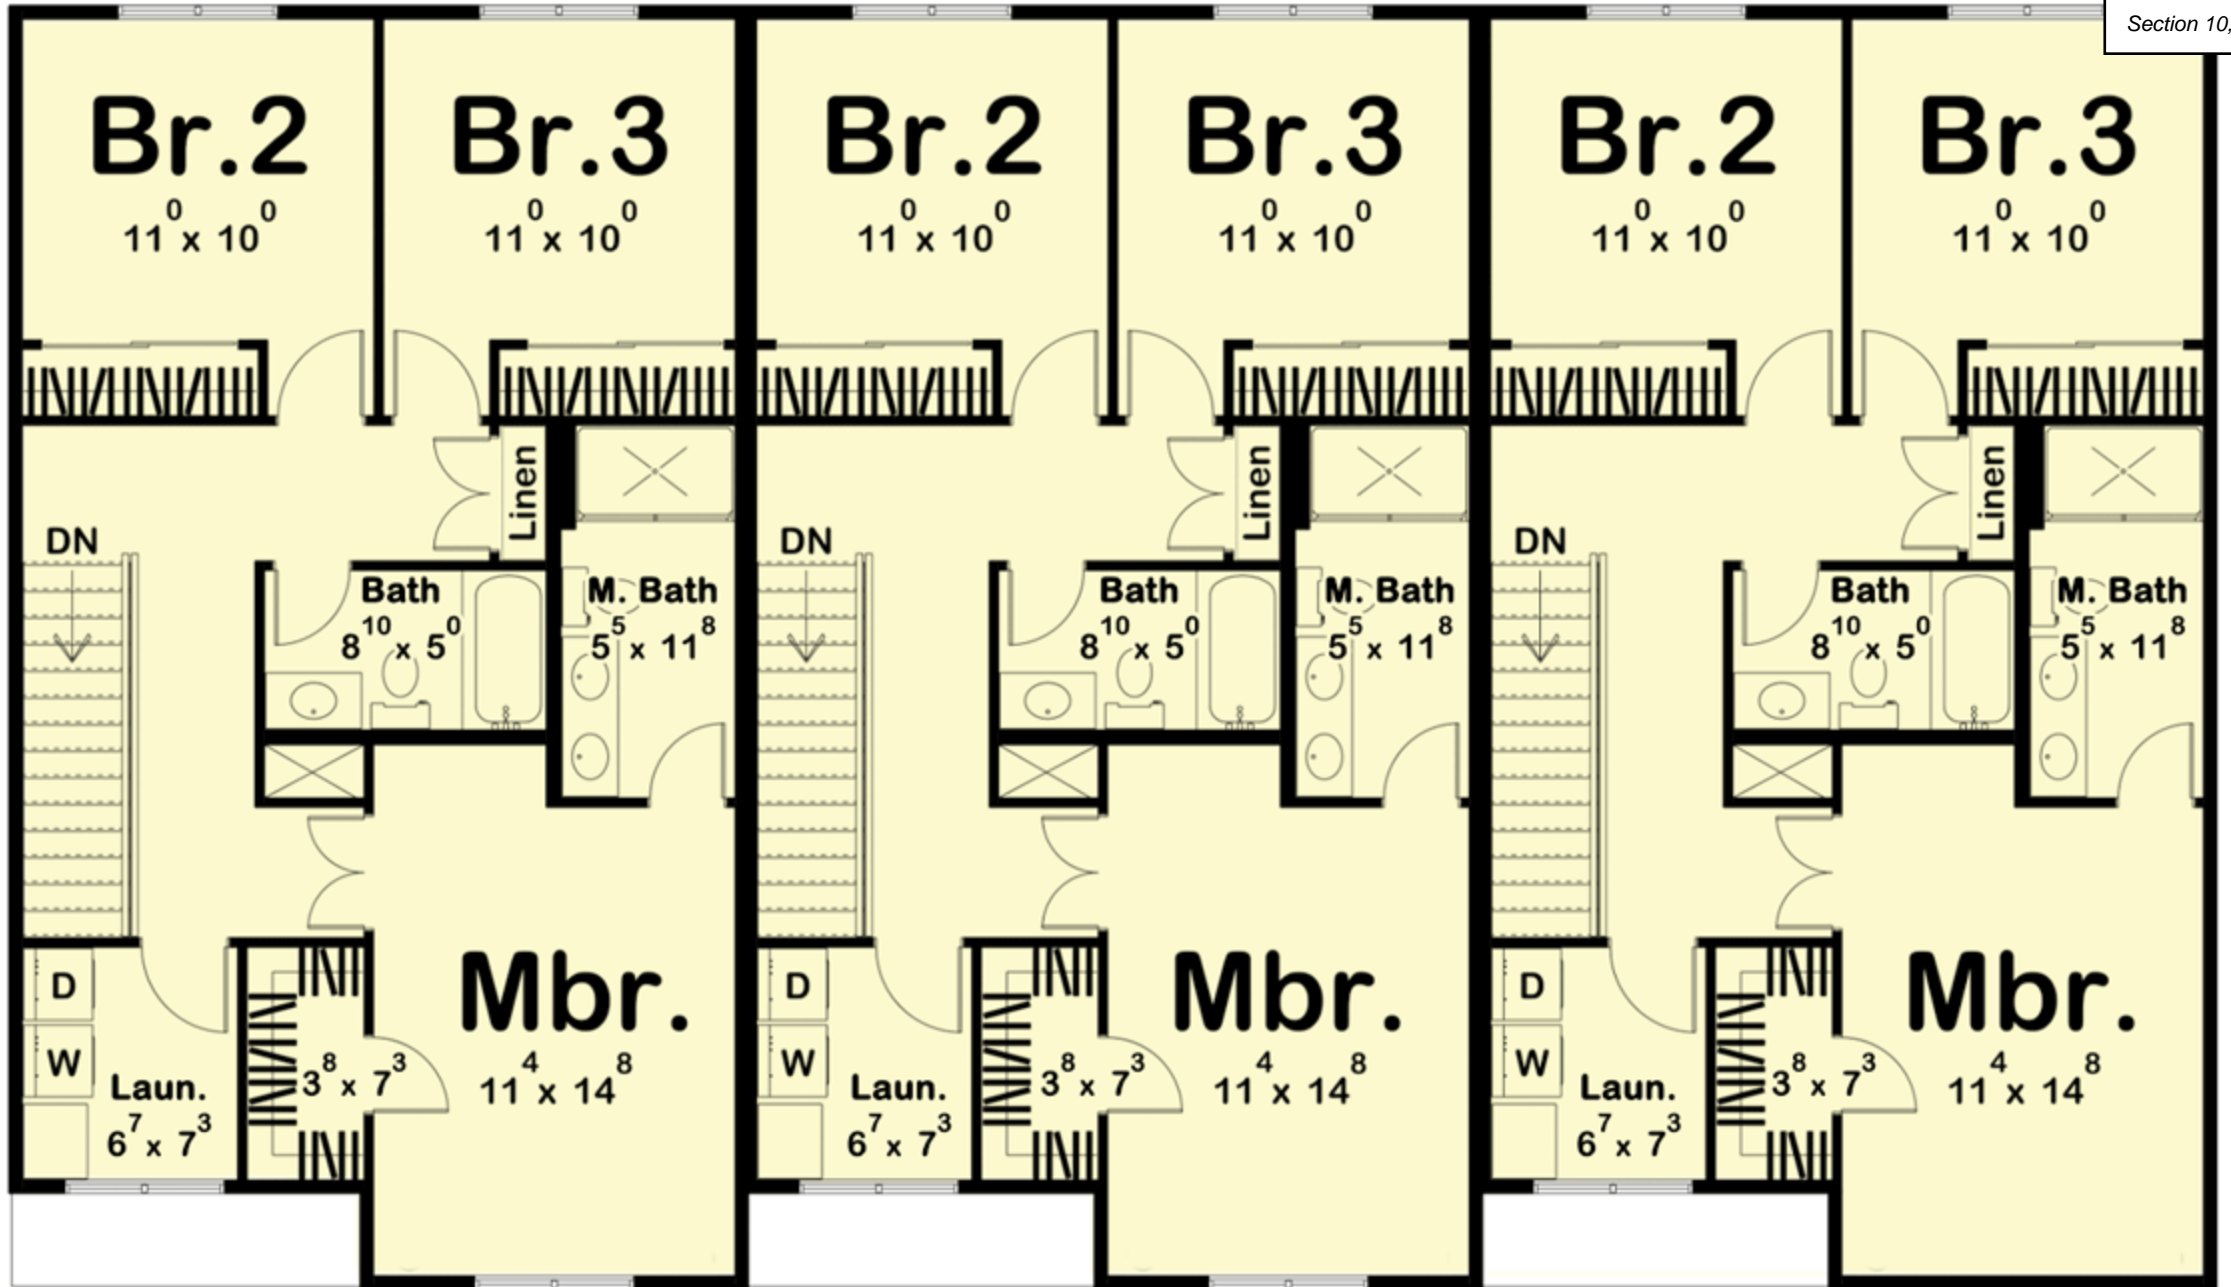 Section 10,
Br.2 Br.3 Br.2 Br.3 Br.2 Br.3
11⁰ x 10⁰ 11⁰ x 10⁰ 11⁰ x 10⁰ 11⁰ x 10⁰ 11⁰ x 10⁰ 11⁰ x 10⁰
Linen Linen Linen
DN DN DN
Bath M. Bath Bath M. Bath Bath M. Bath
8¹⁰ x 5⁰ 5⁵ x 11⁸ 8¹⁰ x 5⁰ 5⁵ x 11⁸ 8¹⁰ x 5⁰ 5⁵ x 11⁸
D Mbr. D Mbr. D Mbr.
W 3⁸ x 7³ 11⁴ x 14⁸ W 3⁸ x 7³ 11⁴ x 14⁸ W 3⁸ x 7³ 11⁴ x 14⁸
Laun. Laun. Laun.
6⁷ x 7³ 6⁷ x 7³ 6⁷ x 7³